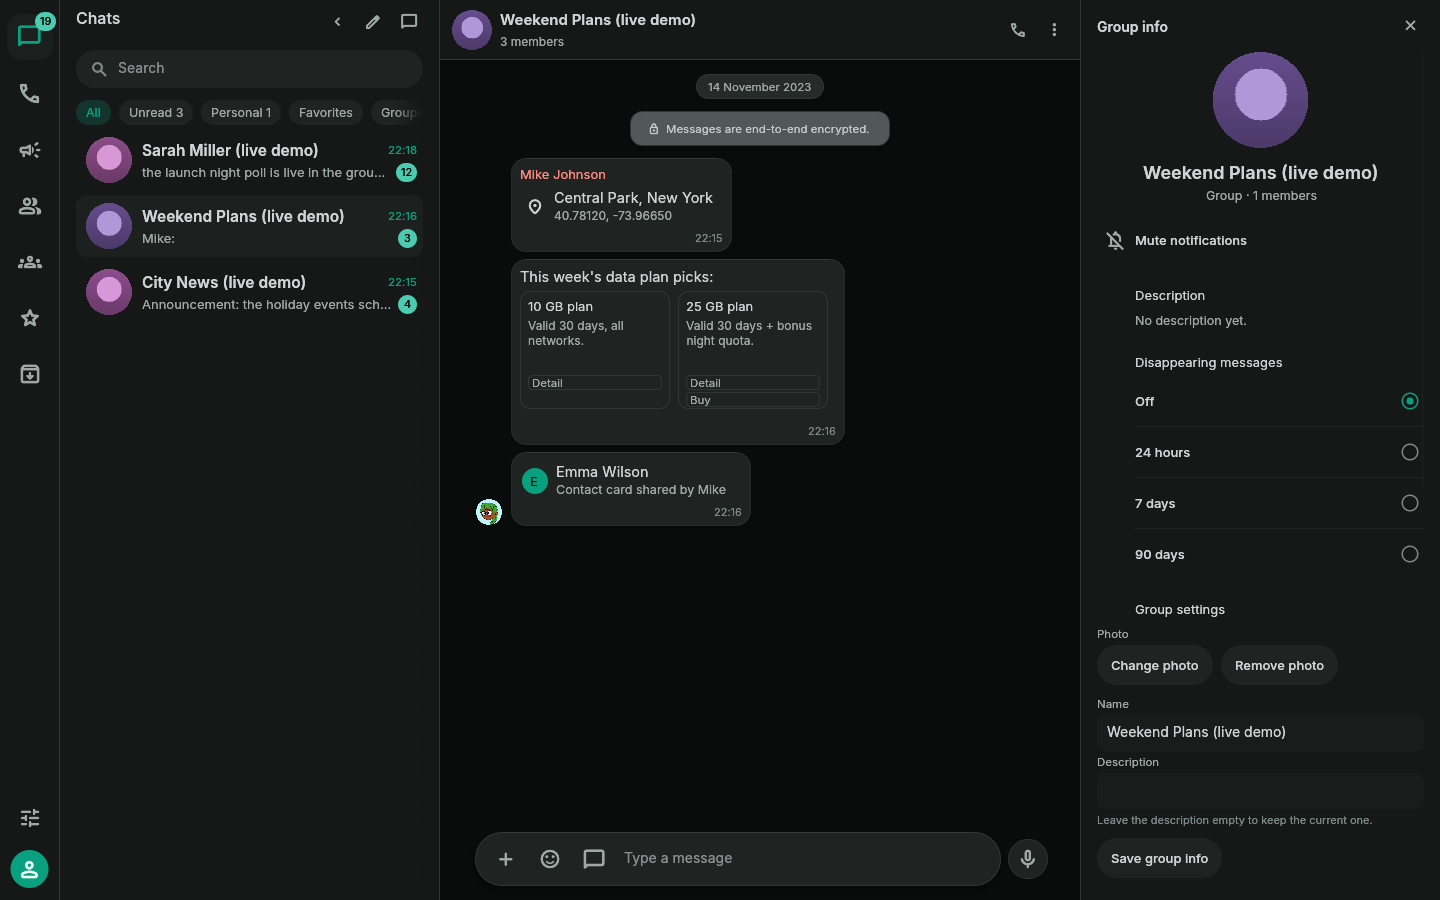 19
Chats
Search
All
Unread 3
Personal 1
Favorites
Group
Sarah Miller (live demo)
22:18
the launch night poll is live in the grou...
12
Weekend Plans (live demo)
22:16
Mike:
3
City News (live demo)
22:15
Announcement: the holiday events sch...
4
Weekend Plans (live demo)
3 members
14 November 2023
Messages are end-to-end encrypted.
Mike Johnson
Central Park, New York
40.78120, -73.96650
22:15
This week's data plan picks:
10 GB plan
Valid 30 days, all
networks.
Detail
25 GB plan
Valid 30 days + bonus
night quota.
Detail
Buy
22:16
E
Emma Wilson
Contact card shared by Mike
22:16
Type a message
Group info
Weekend Plans (live demo)
Group · 1 members
Mute notifications
Description
No description yet.
Disappearing messages
Off
24 hours
7 days
90 days
Group settings
Photo
Change photo
Remove photo
Name
Weekend Plans (live demo)
Description
Leave the description empty to keep the current one.
Save group info